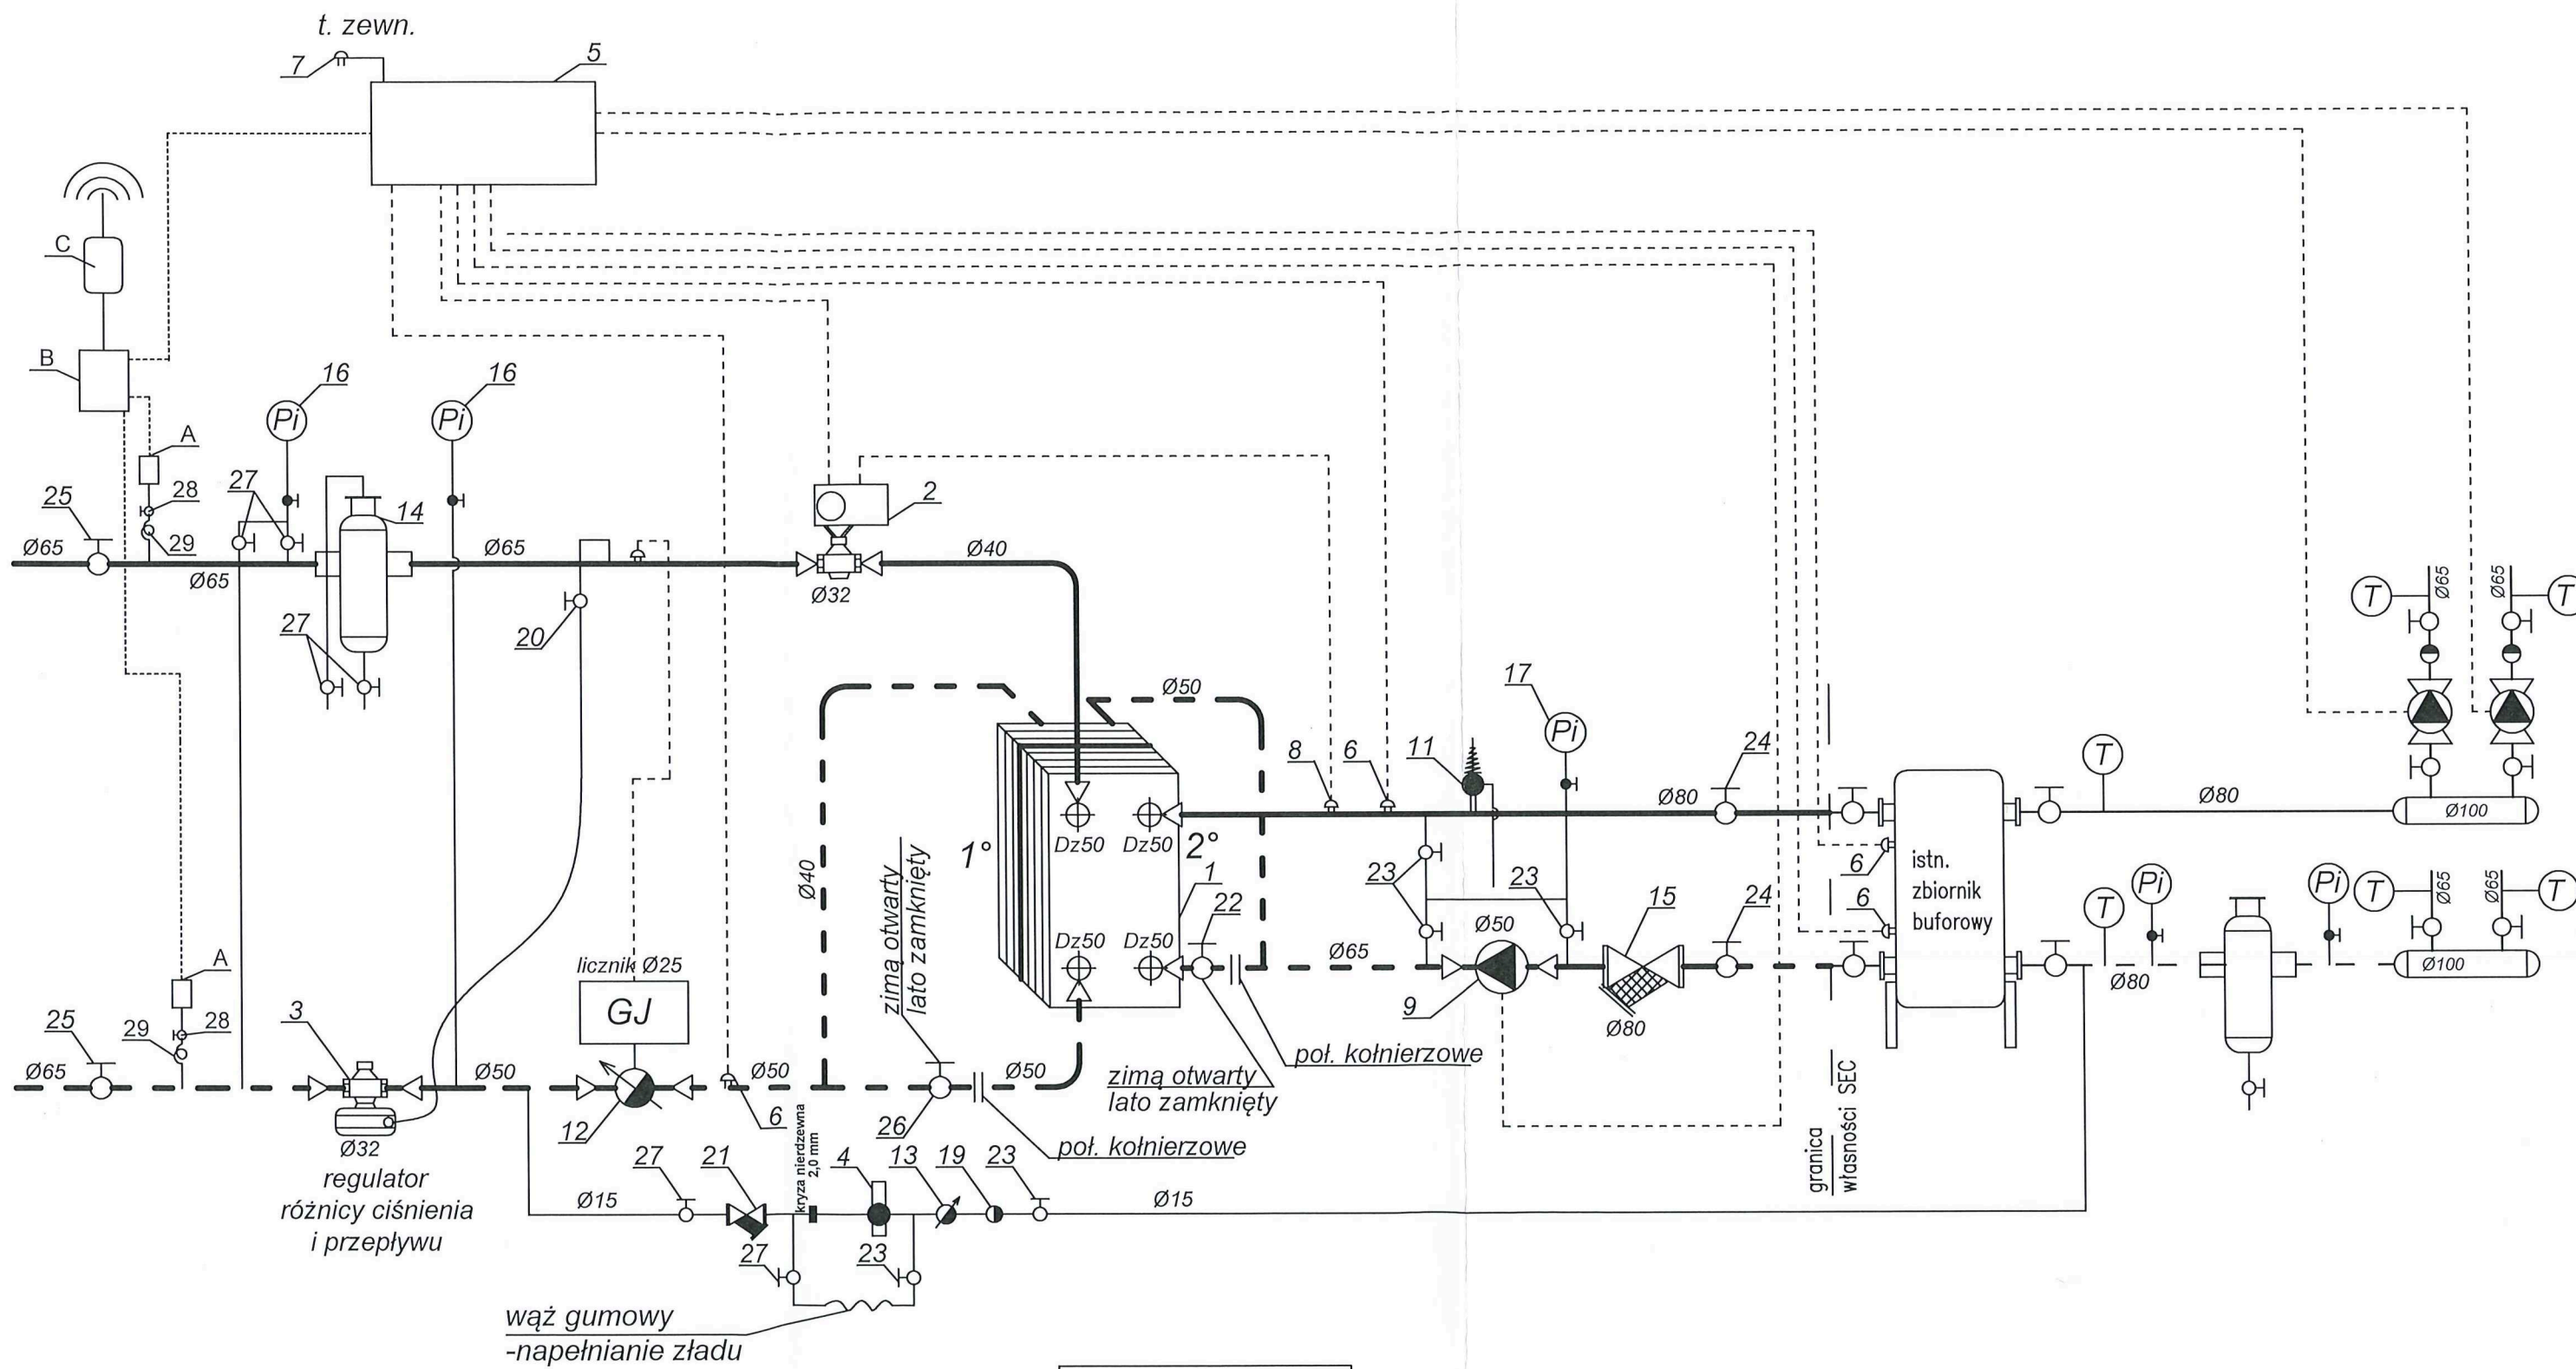 t. zewn.
7
5
C
B
16
16
A
28
27
25
14
29
Ø65
Ø65
Ø65
Pi
Pi
2
Ø40
Ø32
27
20
Ø50
17
Pi
8
6
11
24
Ø80
T
T
Ø65
Ø65
T
Ø80
Ø100
1°
2°
Dz50
Dz50
Ø40
zimą otwarty
lato zamknięty
1
22
23
23
15
24
6
6
istn.
zbiornik
buforowy
T
Pi
Pi
T
Ø65
Ø65
T
Ø80
Ø100
Dz50
Dz50
Ø65
Ø50
9
Ø80
A
licznik Ø25
GJ
25
29
28
3
Ø65
Ø50
Ø50
Ø50
12
6
26
poł. kołnierzowe
zimą otwarty
lato zamknięty
poł. kołnierzowe
granica
własności SEC
Ø32
regulator
różnicy ciśnienia
i przepływu
27
21
kryza nierdzewna
2,0 mm
4
13
19
23
Ø15
Ø15
27
23
wąż gumowy
-napełnianie zładu